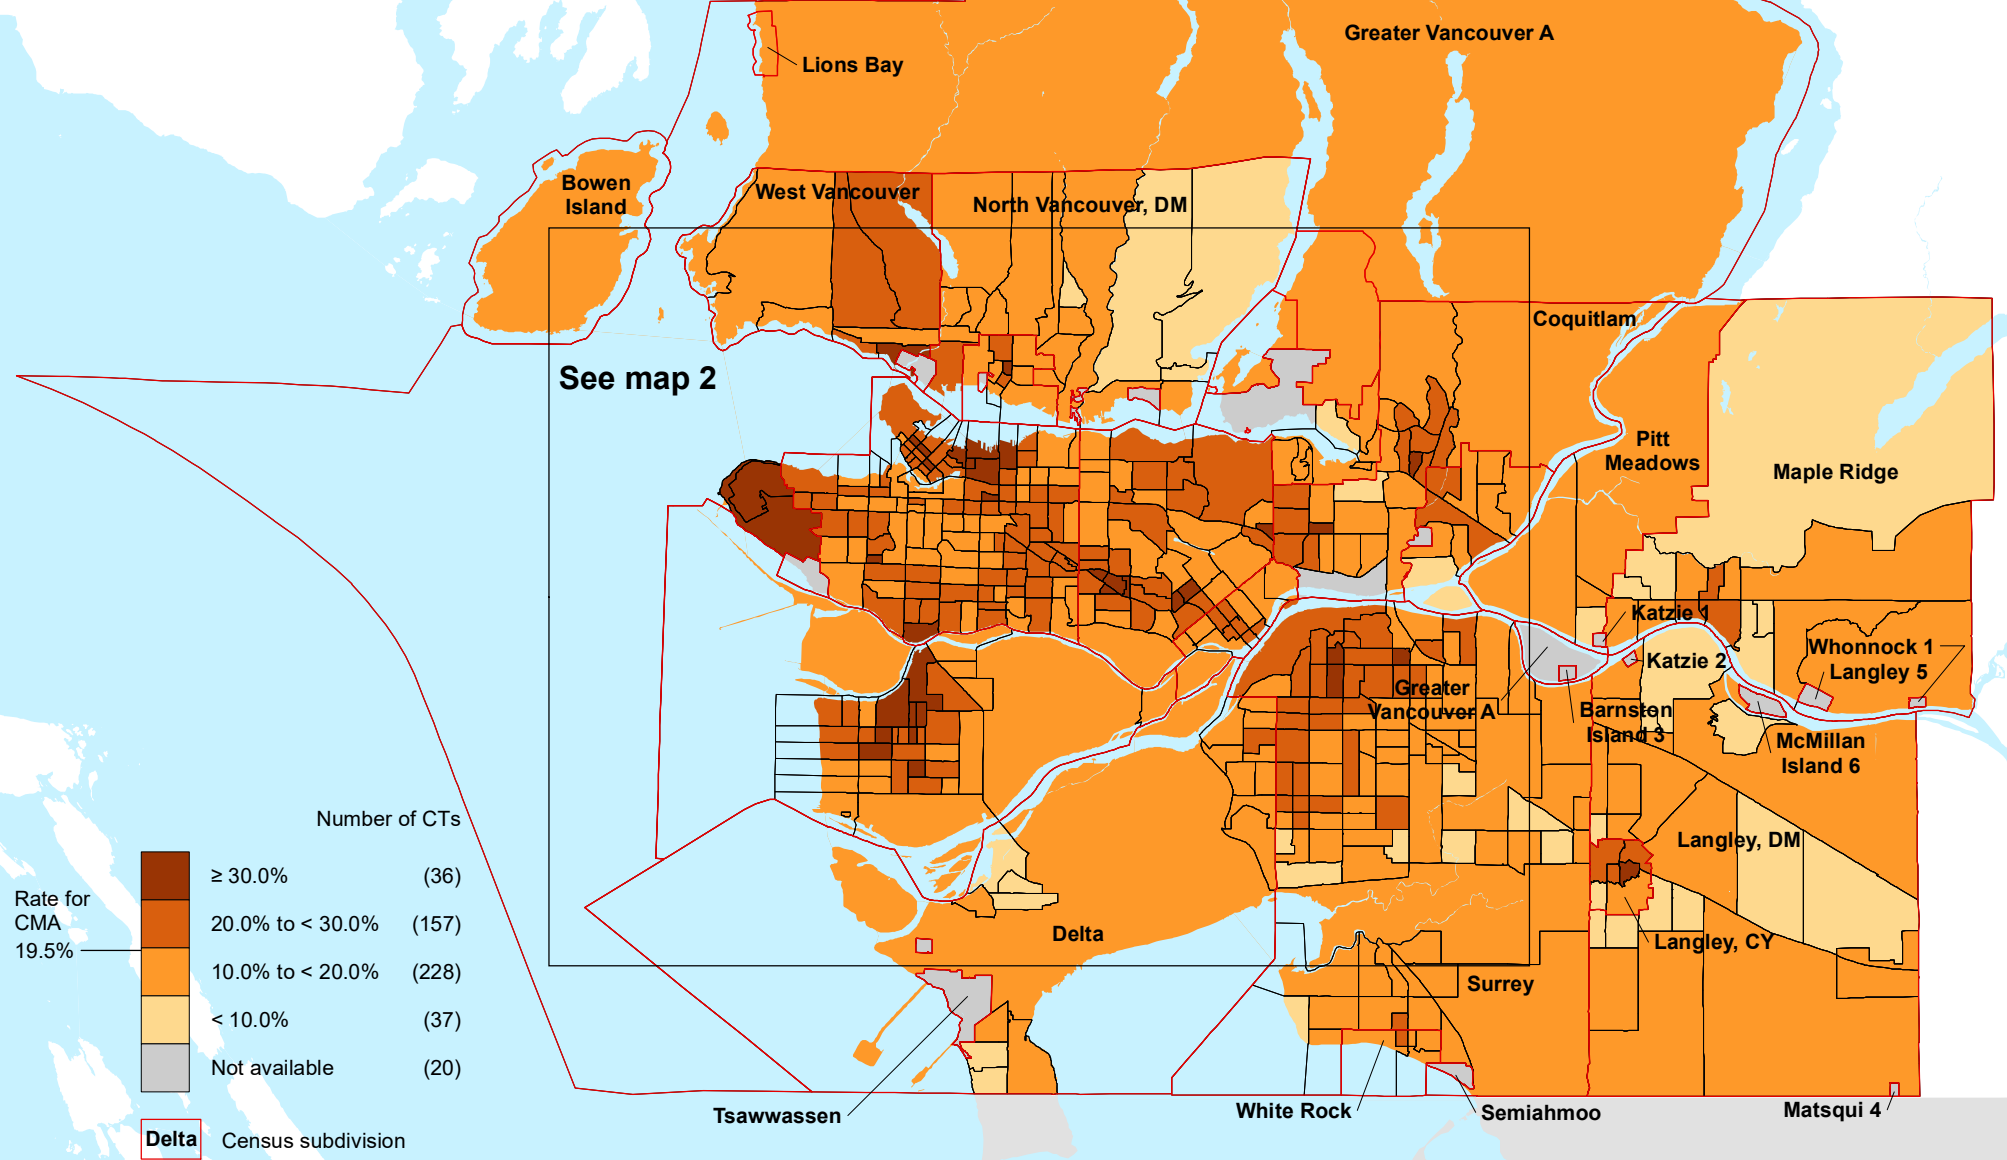 Greater Vancouver A
Lions Bay
Bowen
Island
West Vancouver
North Vancouver, DM
Coquitlam
See map 2
Pitt
Meadows
Maple Ridge
Katzie 1
Whonnock 1
Katzie 2
Langley 5
Greater
Vancouver A
Barnston
Island 3
McMillan
Island 6
Langley, DM
Delta
Langley, CY
Surrey
Tsawwassen
White Rock
Semiahmoo
Matsqui 4
Number of CTs
≥ 30.0% (36)
20.0% to < 30.0% (157)
10.0% to < 20.0% (228)
< 10.0% (37)
Not available (20)
Rate for
CMA
19.5%
Delta Census subdivision